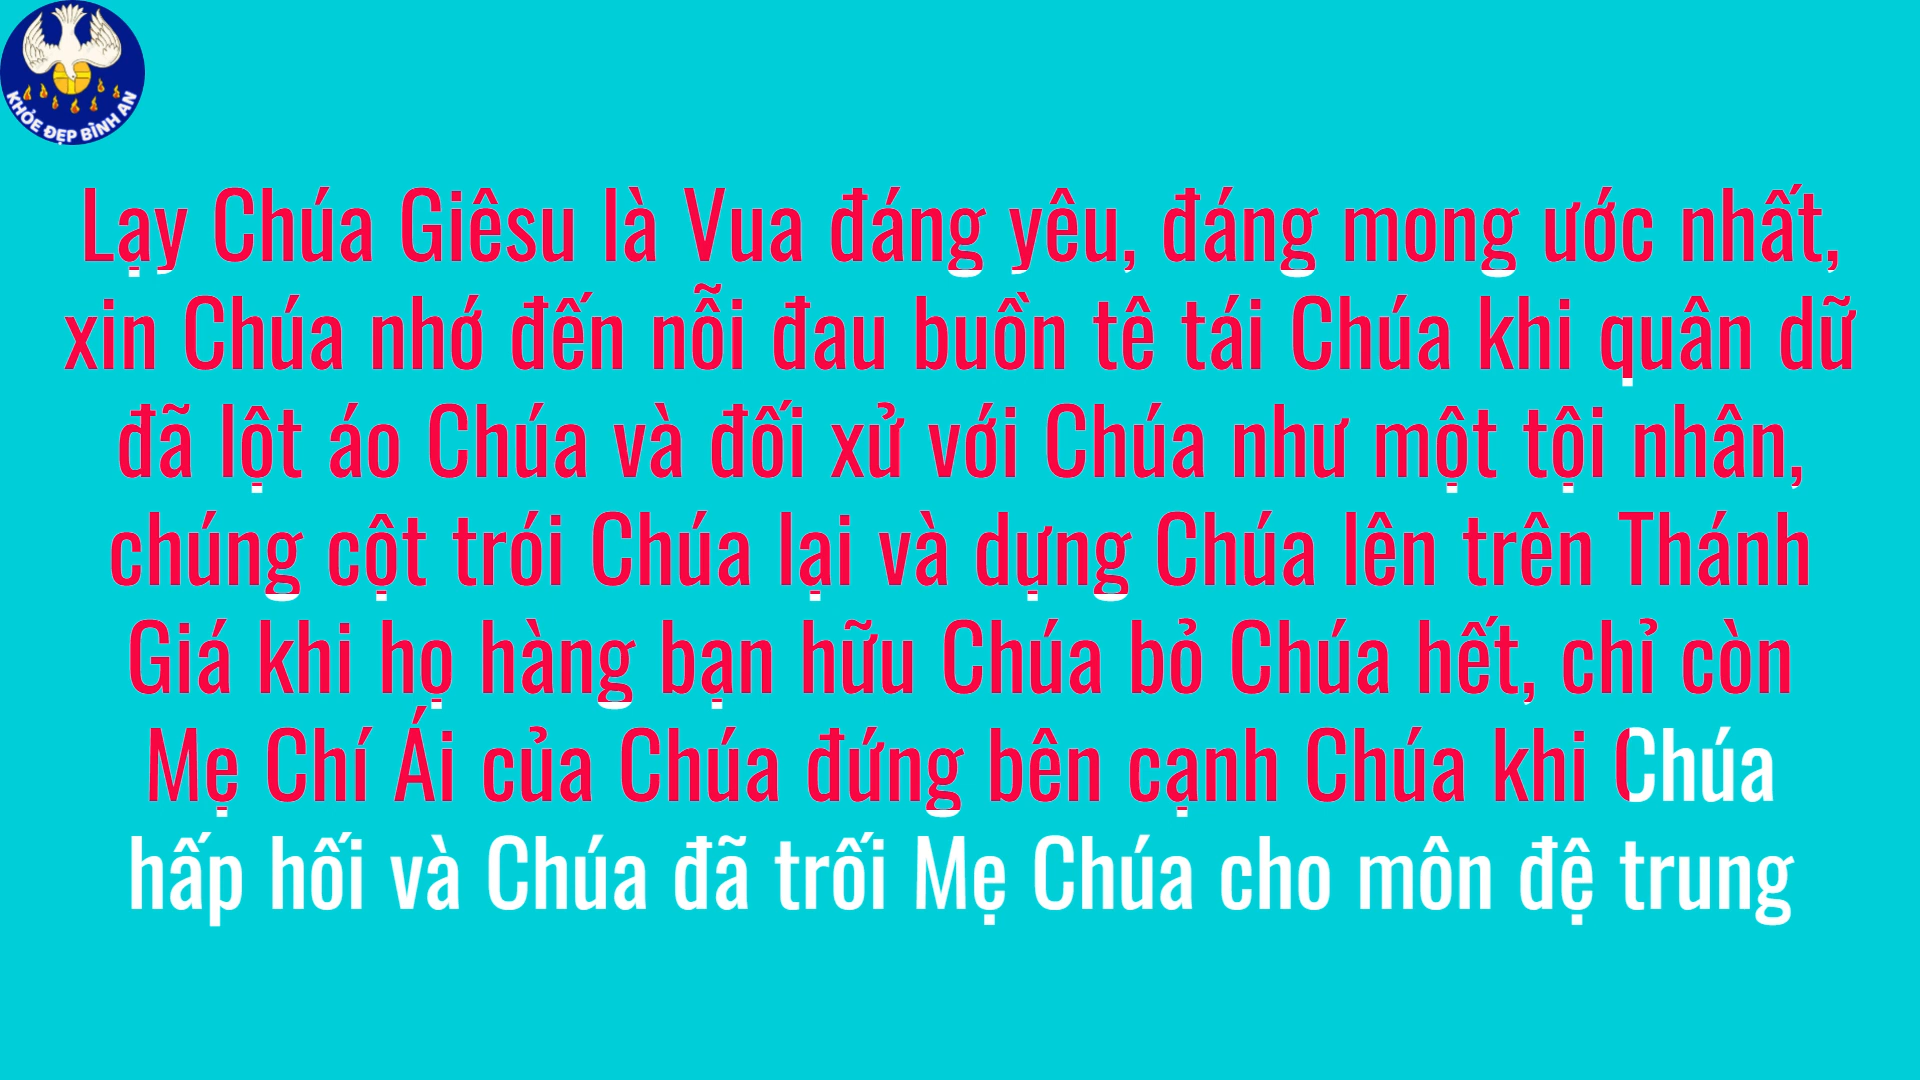 KHỎE ĐẸP BÌNH AN
Lạy Chúa Giêsu là Vua đáng yêu, đáng mong ước nhất,
xin Chúa nhớ đến nỗi đau buồn tê tái Chúa khi quân dữ
đã lột áo Chúa và đối xử với Chúa như một tội nhân,
chúng cột trói Chúa lại và dựng Chúa lên trên Thánh
Giá khi họ hàng bạn hữu Chúa bỏ Chúa hết, chỉ còn
Mẹ Chí Ái của Chúa đứng bên cạnh Chúa khi Chúa
hấp hối và Chúa đã trối Mẹ Chúa cho môn đệ trung